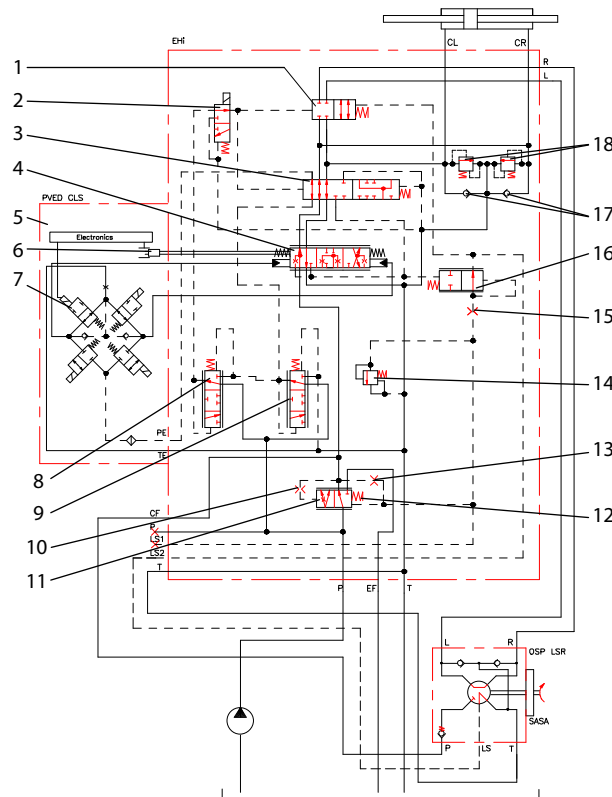 EHi
CL CR
R
L
1
2
3
4
PVED CLS
5
Electronics
6
7
18
17
16
15
14
13
12
8
9
10
11
PE
TE
CF
P
LS1
LS2
T
P EF T
L R
OSP LSR
SASA
P LS T